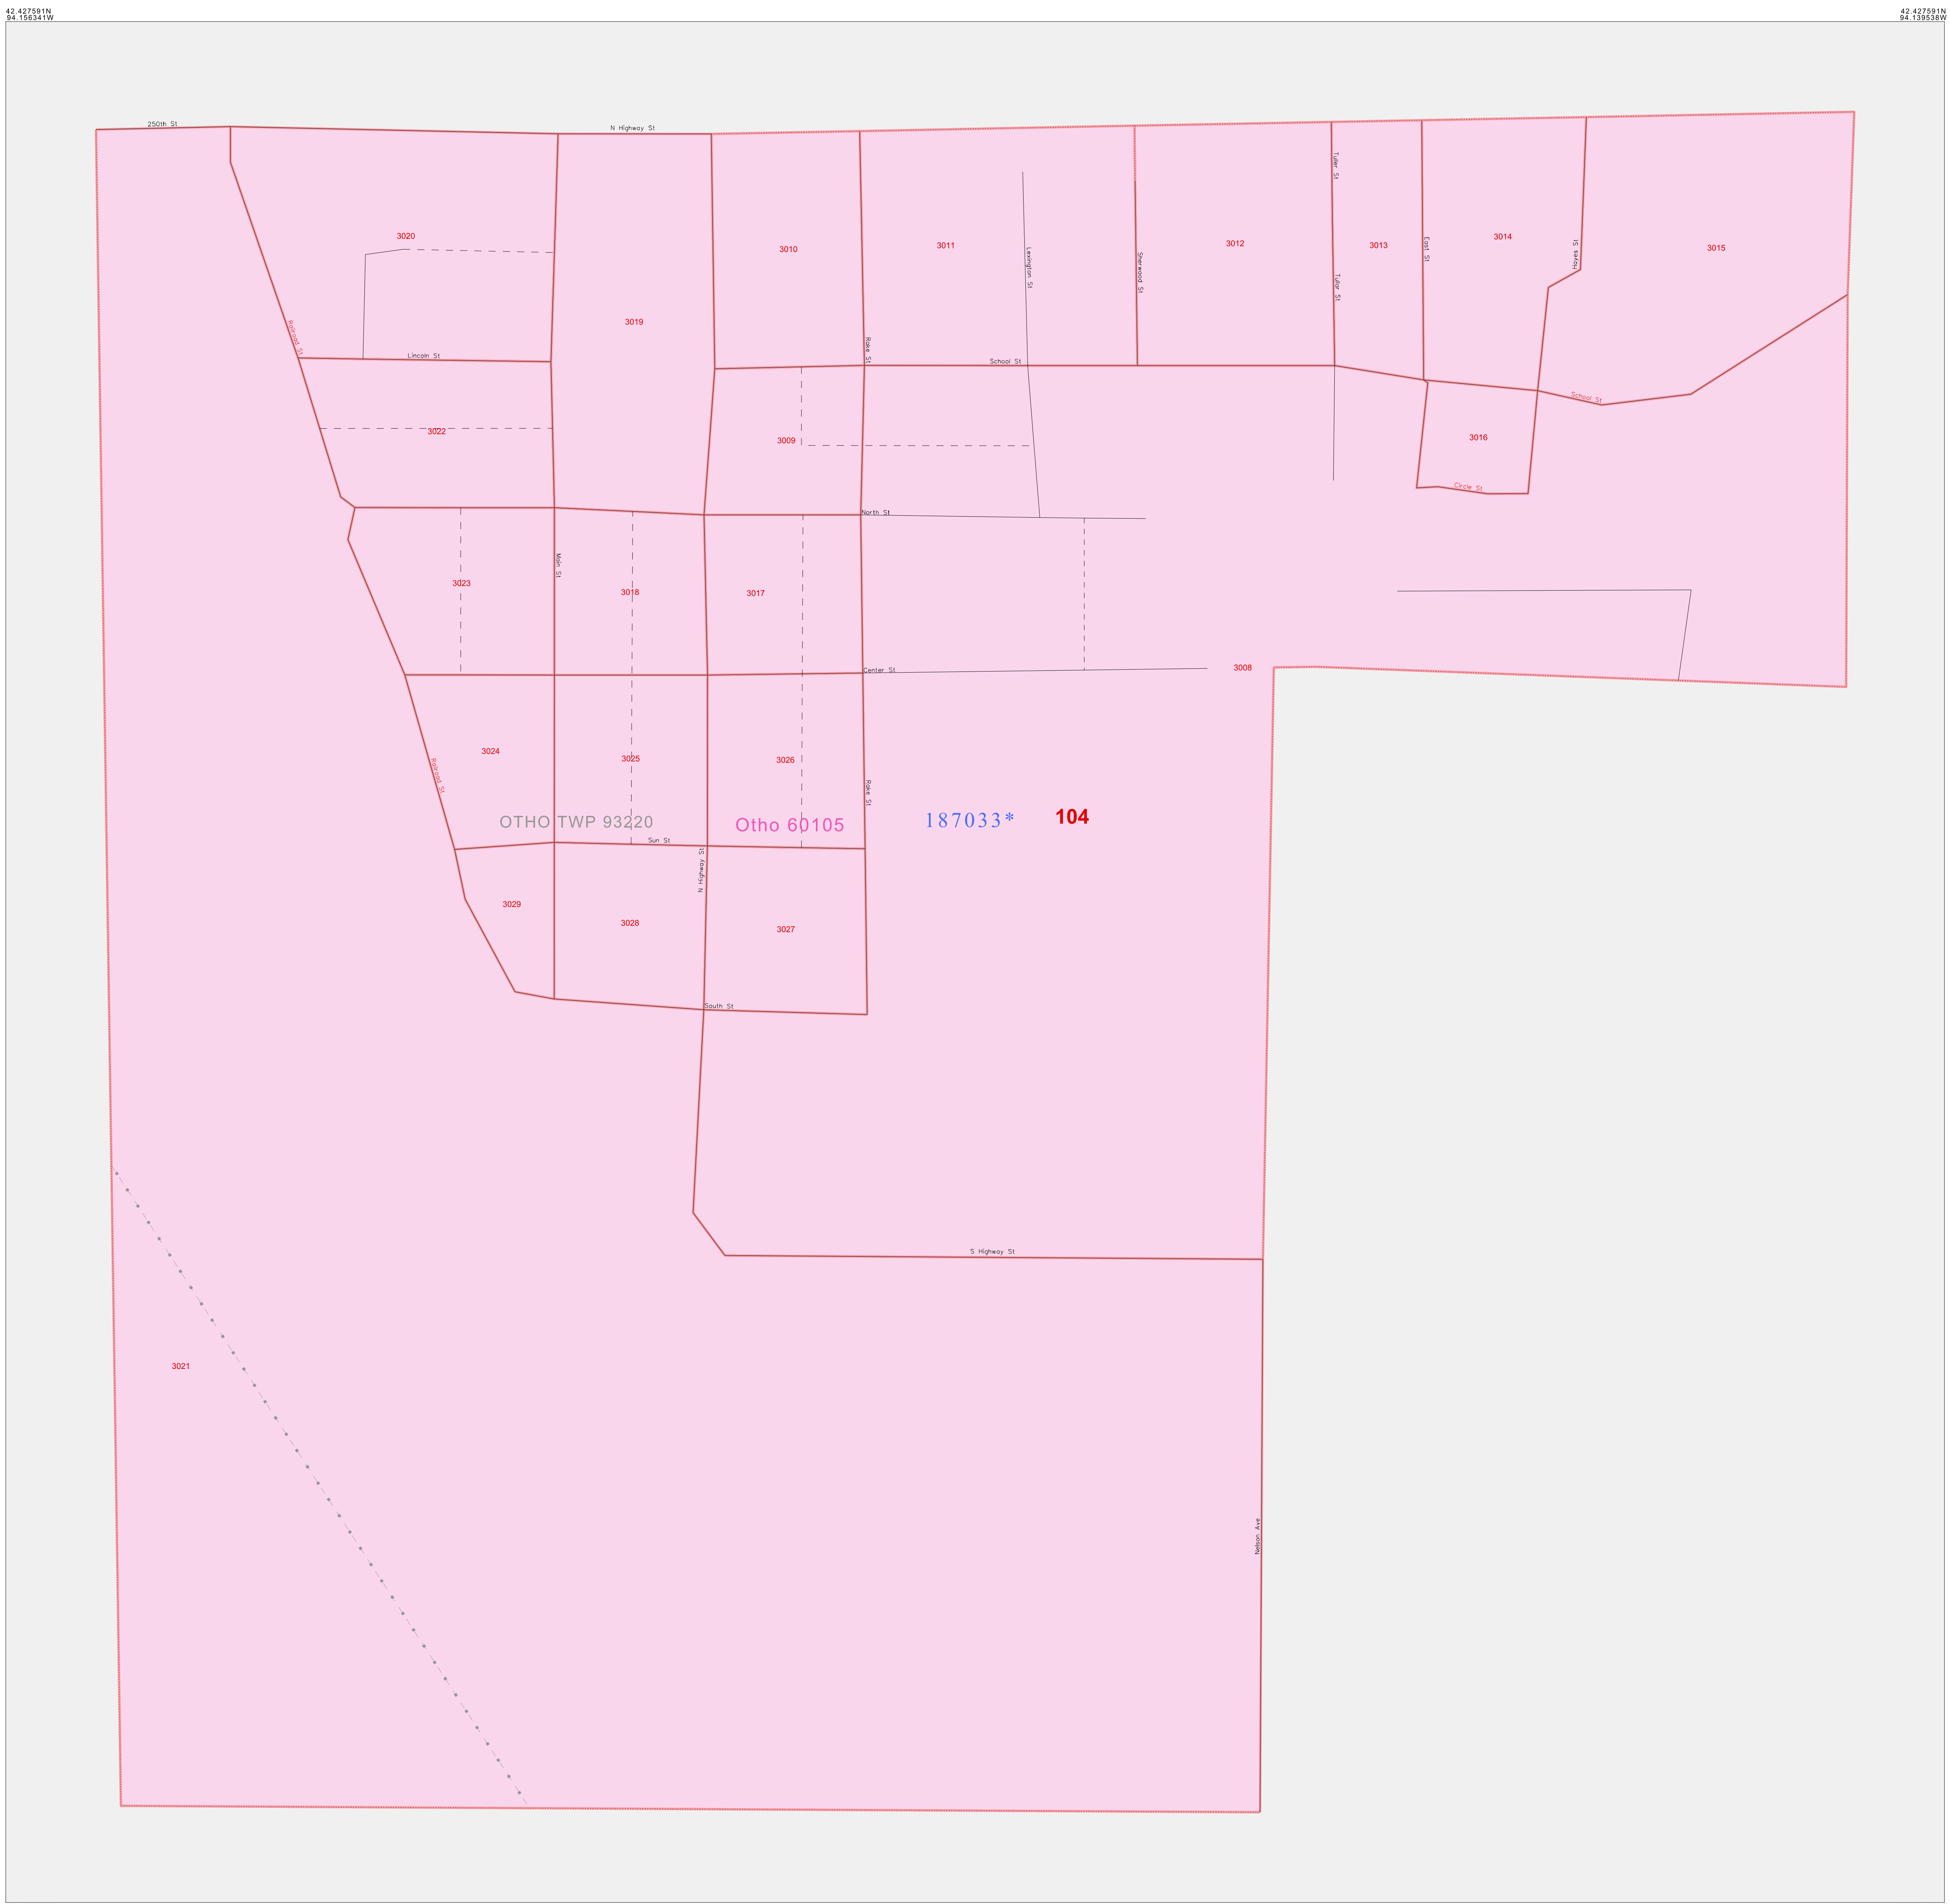 42.427591N
94.156341W
42.427591N
94.139538W
250th St
N Highway St
Tuller St
3020
3010
3011
3012
3013
3014
3015
East St
Hayes St
Lexington St
Sherwood St
Tuller St
3019
Railroad St
Rake St
Lincoln St
School St
School St
3022
3009
3016
Circle St
North St
Main St
3023
3018
3017
Center St
3008
3024
3025
3026
Railroad St
Rake St
OTHO TWP 93220
Otho 60105
187033*
104
Sun St
N Highway St
3029
3028
3027
South St
S Highway St
3021
Nelson Ave